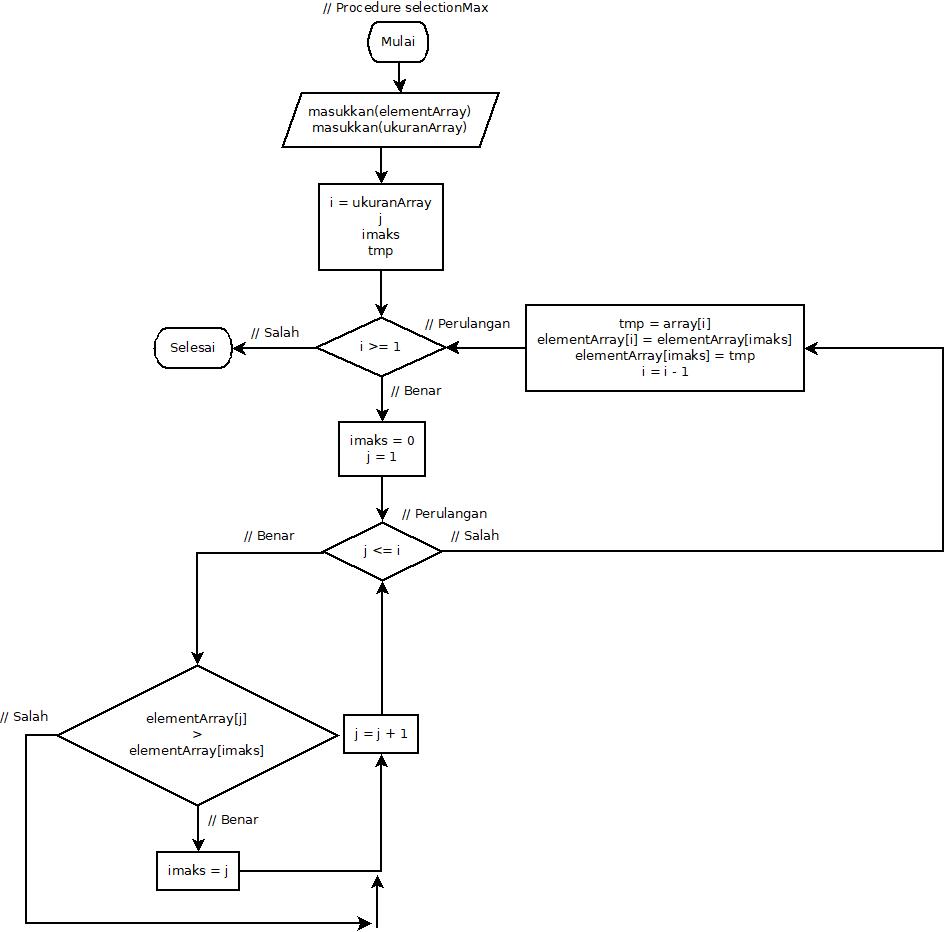 // Procedure selectionMax
Mulai
masukkan(elementArray)
masukkan(ukuranArray)
i = ukuranArray
j
imaks
tmp
// Perulangan
i >= 1
// Salah
Selesai
tmp = array[i]
elementArray[i] = elementArray[imaks]
elementArray[imaks] = tmp
i = i - 1
// Benar
imaks = 0
j = 1
// Perulangan
// Salah
// Benar
j <= i
// Salah
elementArray[j]
>
elementArray[imaks]
j = j + 1
// Benar
imaks = j